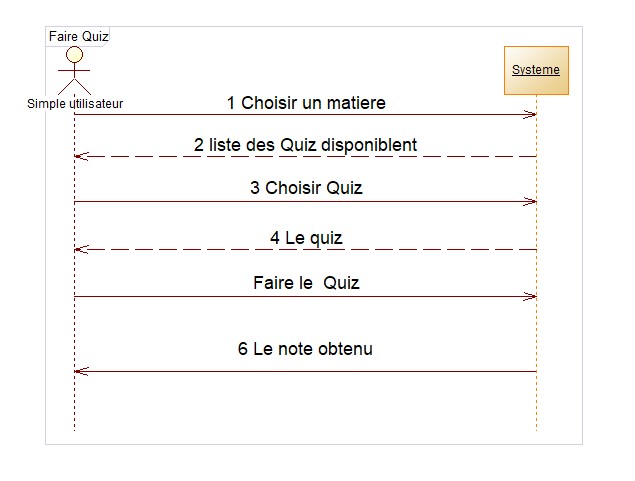 Faire Quiz
Systeme
Simple utilisateur
1 Choisir un matiere
2 liste des Quiz disponiblent
3 Choisir Quiz
4 Le quiz
Faire le  Quiz
6 Le note obtenu